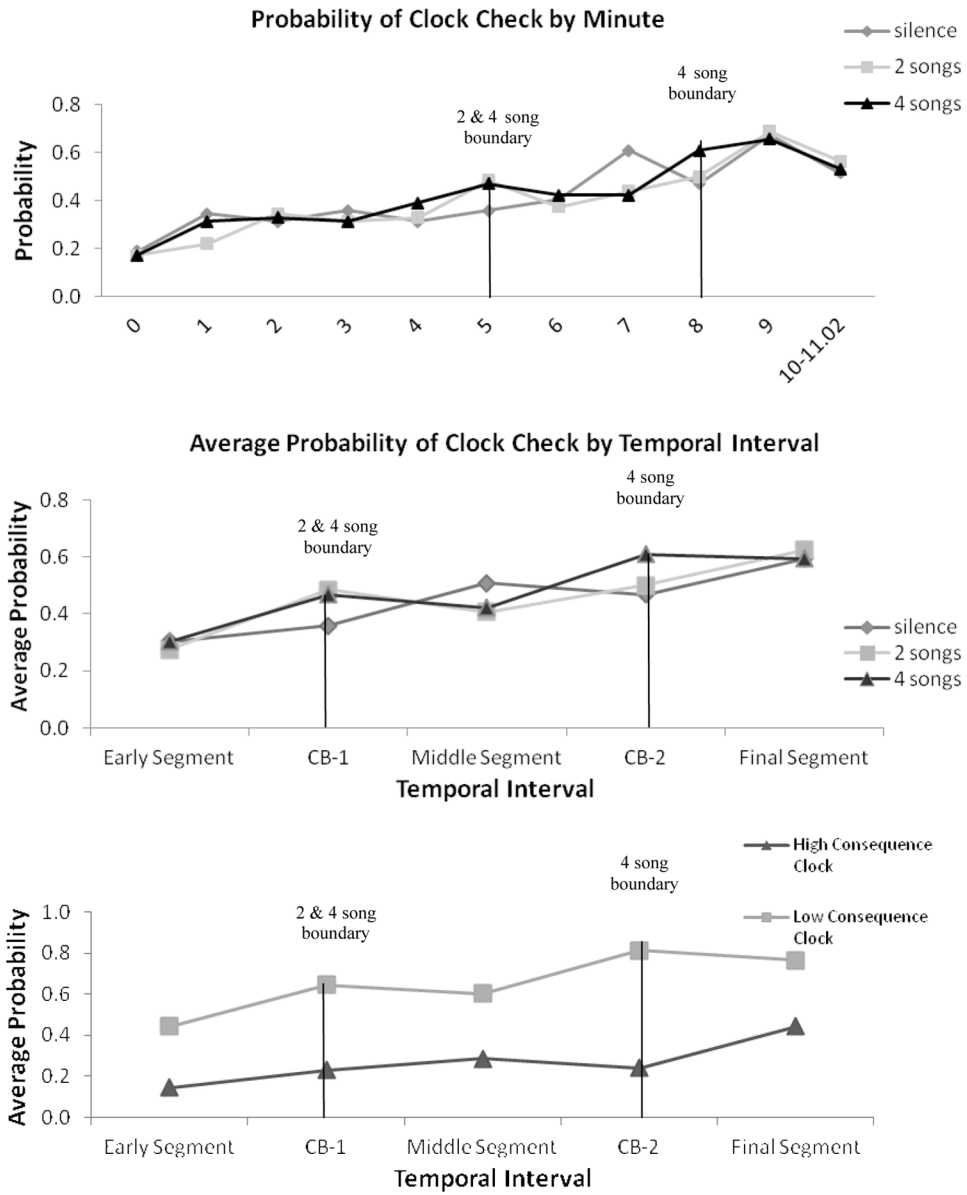 Probability of Clock Check by Minute
silence
2 songs
4 songs
4 song
boundary
2 & 4 song
boundary
Probability
0.8
0.6
0.4
0.2
0.0
0 1 2 3 4 5 6 7 8 9 10-11.02
Average Probability of Clock Check by Temporal Interval
4 song
boundary
2 & 4 song
boundary
Average Probability
0.8
0.6
0.4
0.2
0.0
silence
2 songs
4 songs
Early Segment CB-1 Middle Segment CB-2 Final Segment
Temporal Interval
High Consequence
Clock
Low Consequence
Clock
4 song
boundary
2 & 4 song
boundary
Average Probability
1.0
0.8
0.6
0.4
0.2
0.0
Early Segment CB-1 Middle Segment CB-2 Final Segment
Temporal Interval